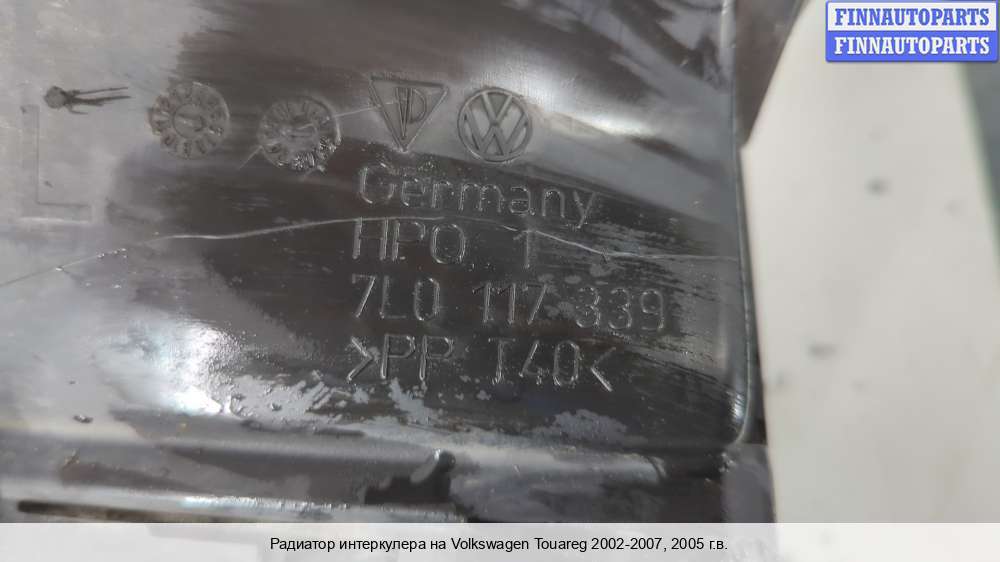 FINNAUTOPARTS
FINNAUTOPARTS
Germany
HPO 1
7L0 117 339
>PP T40<
Радиатор интеркулера на Volkswagen Touareg 2002-2007, 2005 г.в.